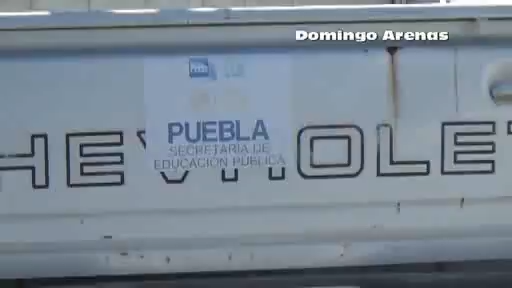 Domingo Arenas
PUEBLA
SECRETARÍA DE
EDUCACIÓN PÚBLICA
HEVROLET